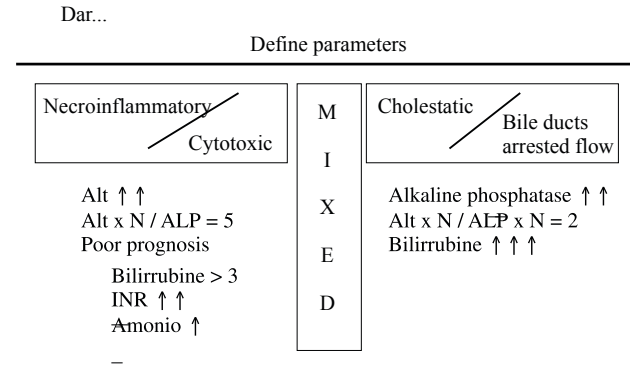 Dar...
Define parameters
Necroinflammatory
Cytotoxic
Alt ↑ ↑
Alt x N / ALP = 5
Poor prognosis
Bilirrubine > 3
INR ↑ ↑
Amonio ↑
–
M
I
X
E
D
Cholestatic
Bile ducts
arrested flow
Alkaline phosphatase ↑ ↑
Alt x N / ALP x N = 2
Bilirrubine ↑ ↑ ↑